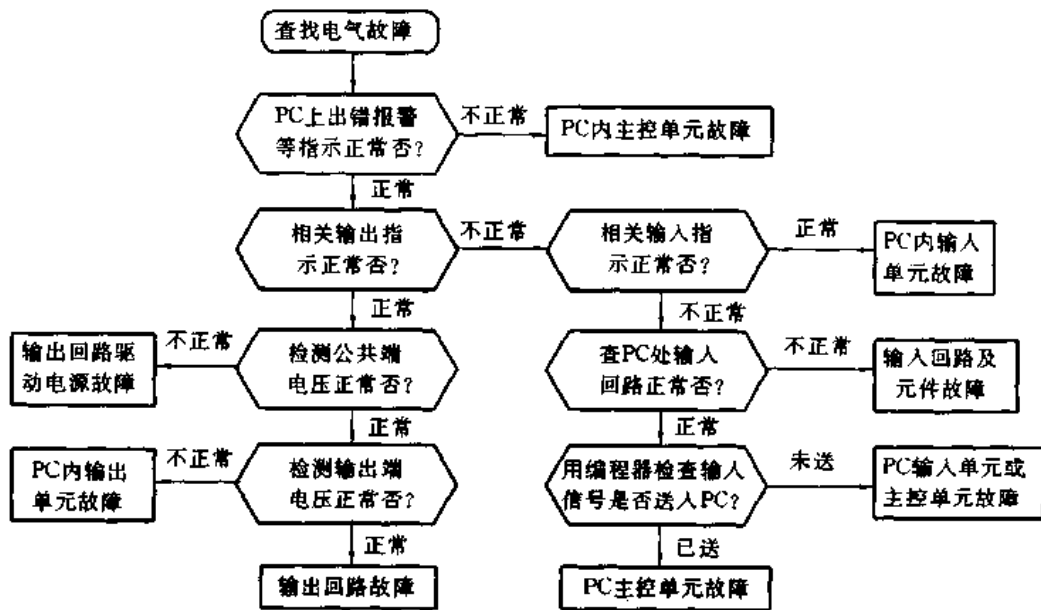 查找电气故障
PC上出错报警
等指示正常否?
不正常
PC内主控单元故障
正常
相关输出指
示正常否?
不正常
相关输入指
示正常否?
正常
PC内输入
单元故障
正常
不正常
输出回路驱
动电源故障
不正常
检测公共端
电压正常否?
查PC处输入
回路正常否?
不正常
输入回路及
元件故障
正常
正常
PC内输出
单元故障
不正常
检测输出端
电压正常否?
用编程器检查输入
信号是否送入PC?
未送
PC输入单元或
主控单元故障
正常
已送
输出回路故障
PC主控单元故障